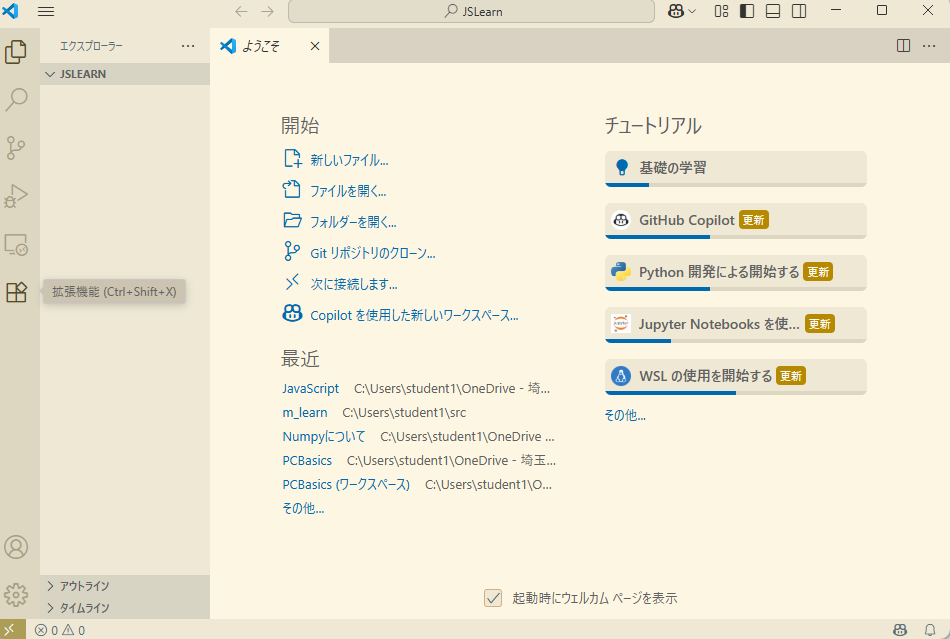 JSLearn
エクスプローラー
JSLEARN
ようこそ
開始
新しいファイル...
ファイルを開く...
フォルダーを開く...
Git リポジトリのクローン...
次に接続します...
Copilot を使用した新しいワークスペース...
最近
JavaScript C:\Users\student1\OneDrive - 埼...
m_learn C:\Users\student1\src
Numpyについて C:\Users\student1\OneDrive ...
PCBasics C:\Users\student1\OneDrive - 埼玉...
PCBasics (ワークスペース) C:\Users\student1\O...
その他...
チュートリアル
基礎の学習
GitHub Copilot 更新
Python 開発による開始する 更新
Jupyter Notebooks を使... 更新
WSL の使用を開始する 更新
その他...
拡張機能 (Ctrl+Shift+X)
アウトライン
タイムライン
起動時にウェルカム ページを表示
0 0